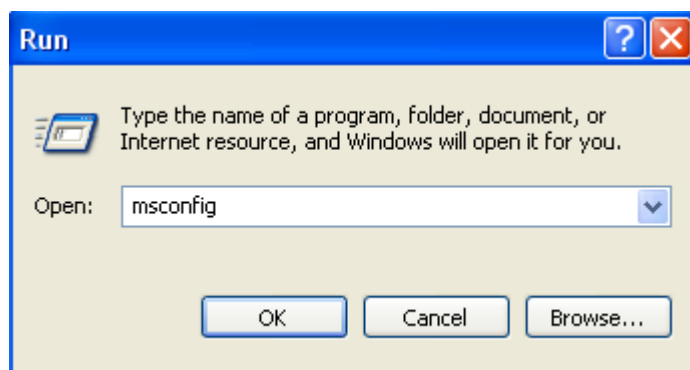 Run
Type the name of a program, folder, document, or
Internet resource, and Windows will open it for you.
Open: msconfig
OK Cancel Browse...